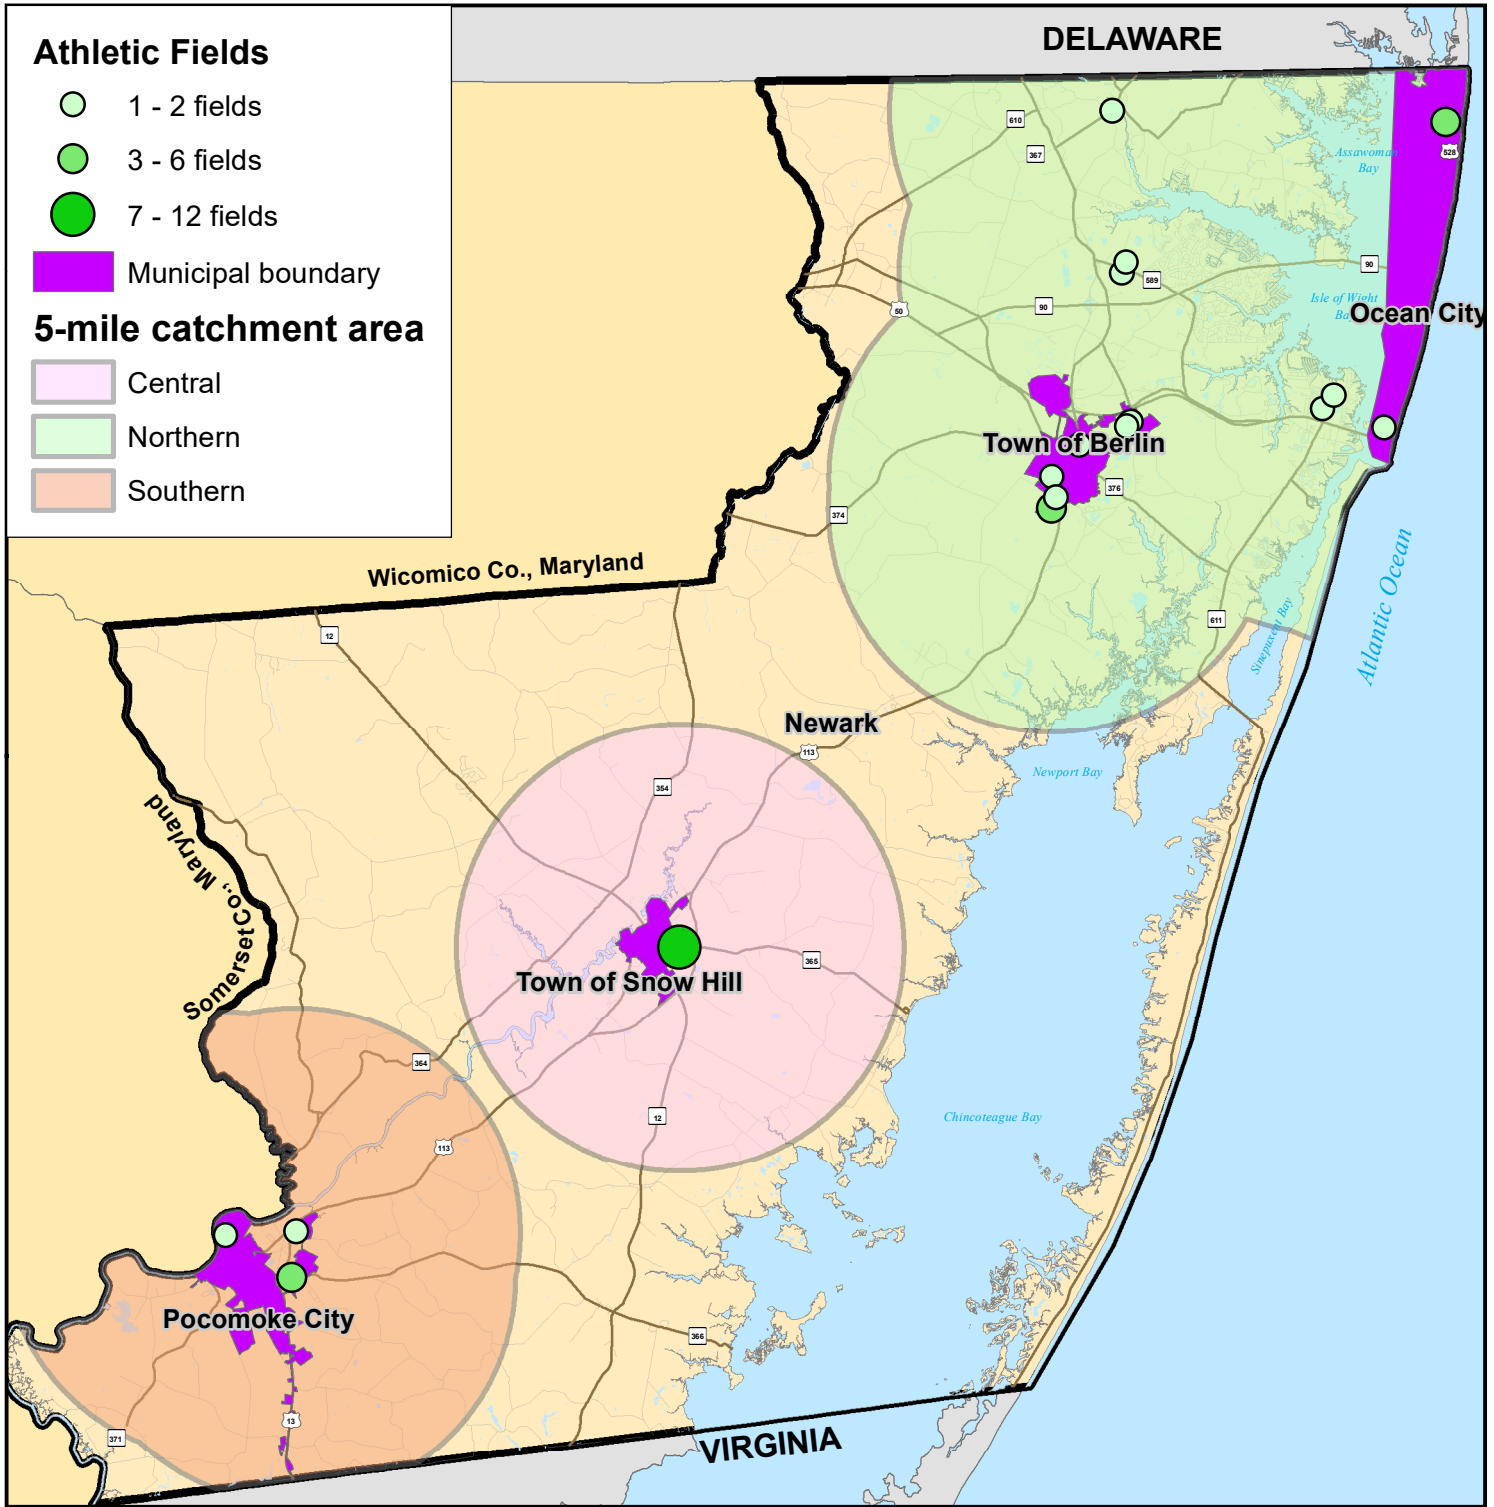 Athletic Fields
1 - 2 fields
3 - 6 fields
7 - 12 fields
Municipal boundary
5-mile catchment area
Central
Northern
Southern
DELAWARE
610
367
Assawoman
Bay
528
90
589
Isle of Wight
Ocean City
90
50
Town of Berlin
376
374
Wicomico Co., Maryland
Atlantic Ocean
12
611
Sinepuxent Bay
Newark
113
Newport Bay
354
Somerset Co., Maryland
365
Town of Snow Hill
364
12
113
Chincoteague Bay
Pocomoke City
366
13
371
VIRGINIA